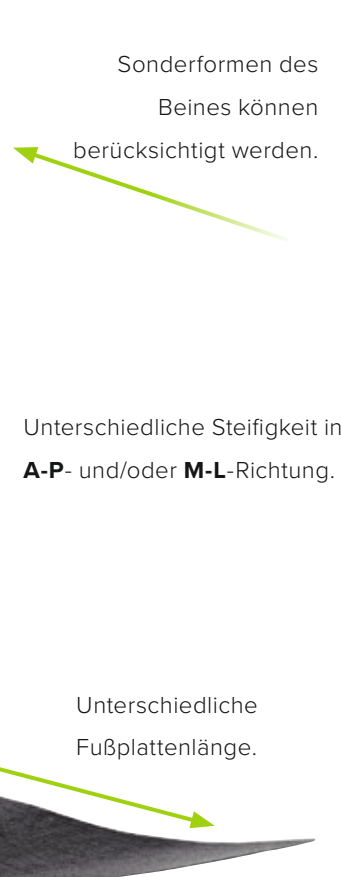 Sonderformen des
Beines können
berücksichtigt werden.
Unterschiedliche Steifigkeit in
A-P- und/oder M-L-Richtung.
Unterschiedliche
Fußplattenlänge.